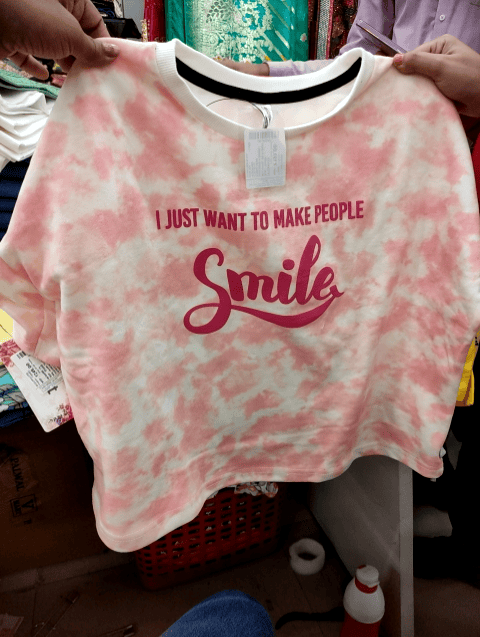 I JUST WANT TO MAKE PEOPLE
Smile